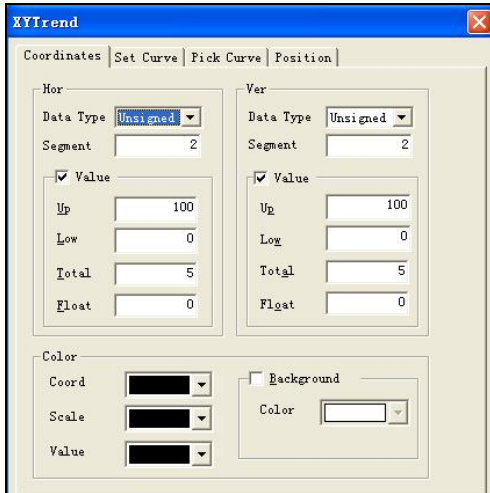 XYTrend
Coordinates Set Curve Pick Curve Position
Hor
Data Type Unsigned
Segment 2
Value
Up 100
Low 0
Total 5
Float 0
Ver
Data Type Unsigned
Segment 2
Value
Up 100
Low 0
Total 5
Float 0
Color
Coord
Scale
Value
Background
Color